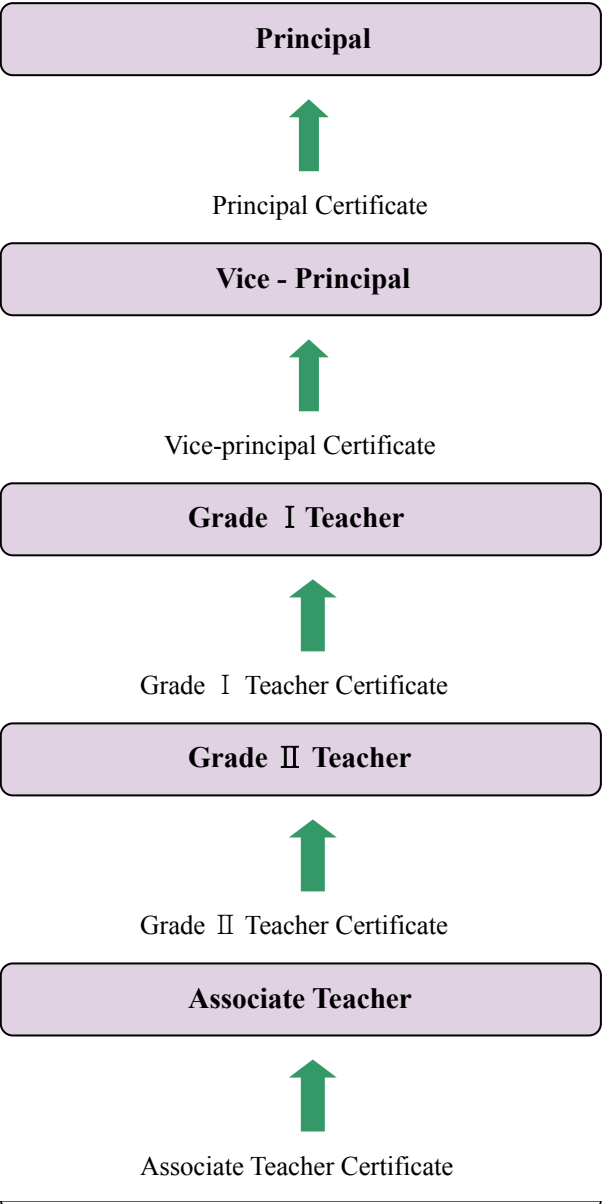 Principal
Principal Certificate
Vice - Principal
Vice-principal Certificate
Grade Ⅰ Teacher
Grade Ⅰ Teacher Certificate
Grade Ⅱ Teacher
Grade Ⅱ Teacher Certificate
Associate Teacher
Associate Teacher Certificate